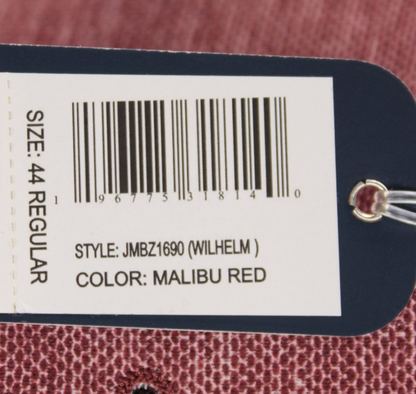 SIZE: 44 REGULAR
1 96775 31814 0
STYLE: JMBZ1690 (WILHELM )
COLOR: MALIBU RED